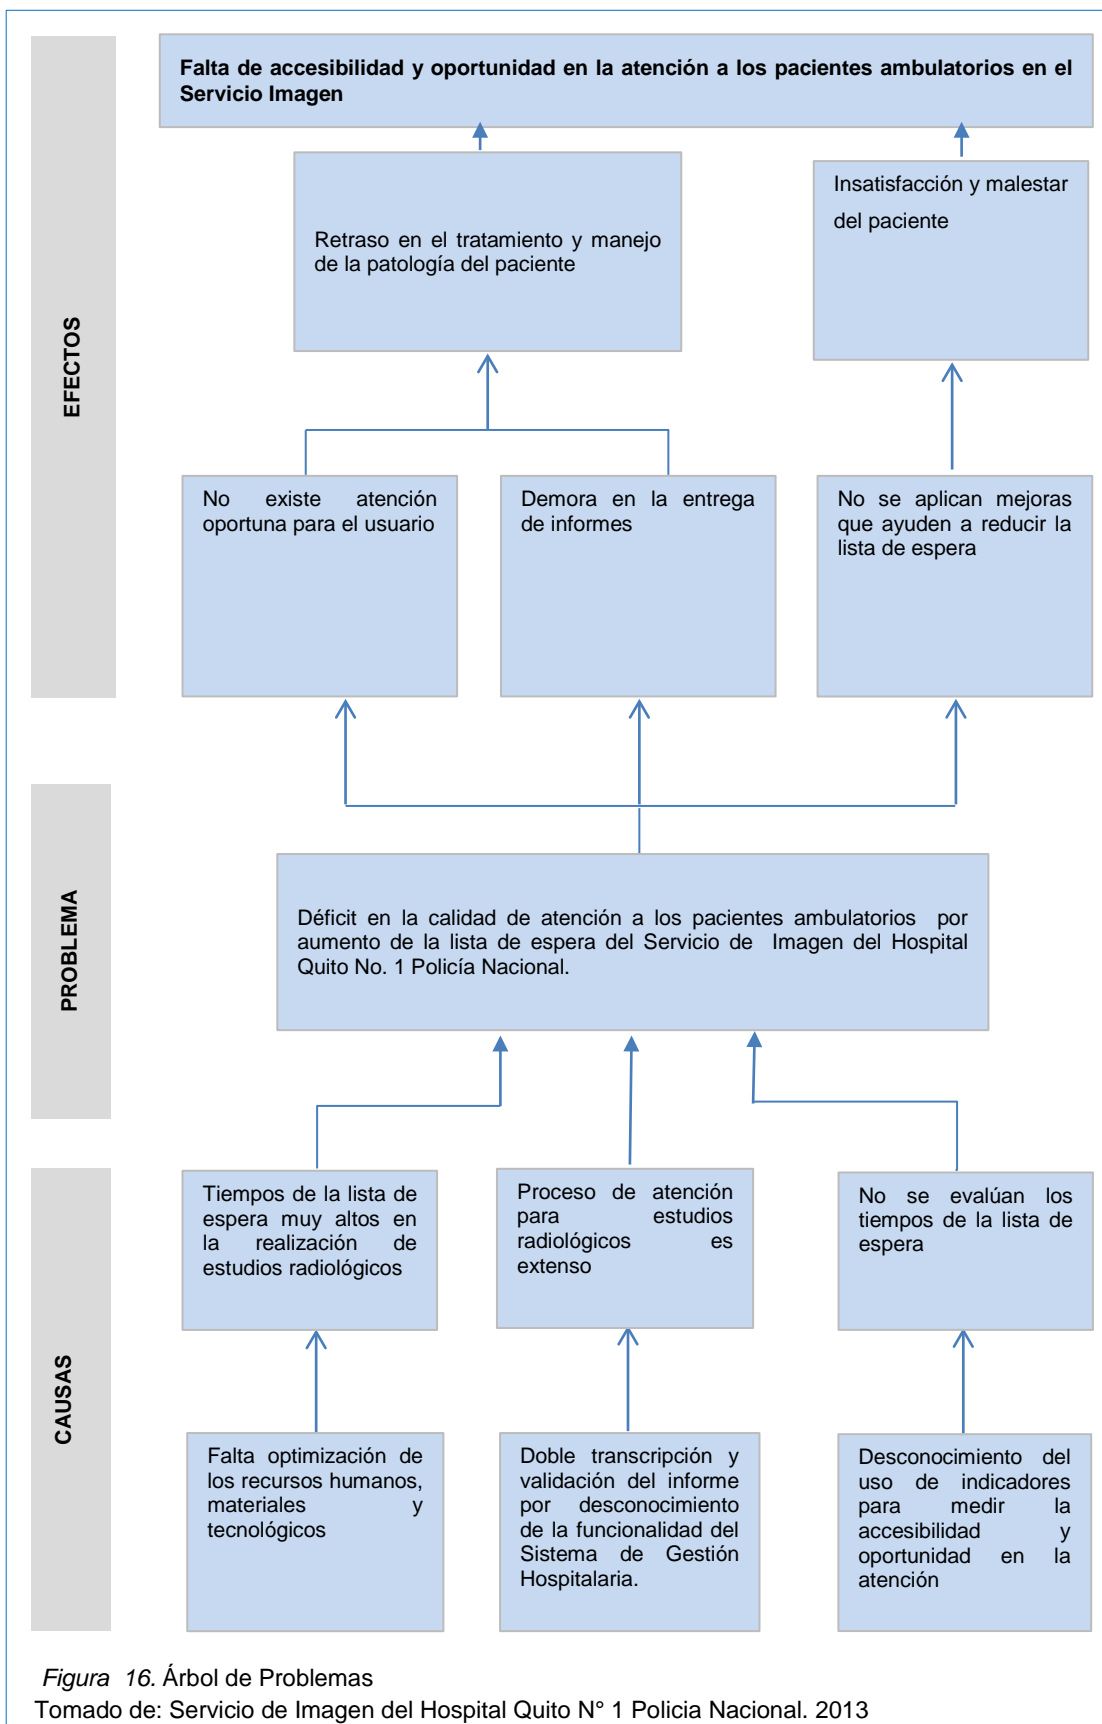 EFECTOS
Falta de accesibilidad y oportunidad en la atención a los pacientes ambulatorios en el
Servicio Imagen
Retraso en el tratamiento y manejo
de la patología del paciente
Insatisfacción y malestar
del paciente
No existe atención
oportuna para el usuario
Demora en la entrega
de informes
No se aplican mejoras
que ayuden a reducir la
lista de espera
PROBLEMA
Déficit en la calidad de atención a los pacientes ambulatorios por
aumento de la lista de espera del Servicio de Imagen del Hospital
Quito No. 1 Policía Nacional.
CAUSAS
Tiempos de la lista de
espera muy altos en
la realización de
estudios radiológicos
Proceso de atención
para estudios
radiológicos es
extenso
No se evalúan los
tiempos de la lista de
espera
Falta optimización de
los recursos humanos,
materiales y
tecnológicos
Doble transcripción y
validación del informe
por desconocimiento
de la funcionalidad del
Sistema de Gestión
Hospitalaria.
Desconocimiento del
uso de indicadores
para medir la
accesibilidad y
oportunidad en la
atención
Figura 16. Árbol de Problemas
Tomado de: Servicio de Imagen del Hospital Quito N° 1 Policia Nacional. 2013